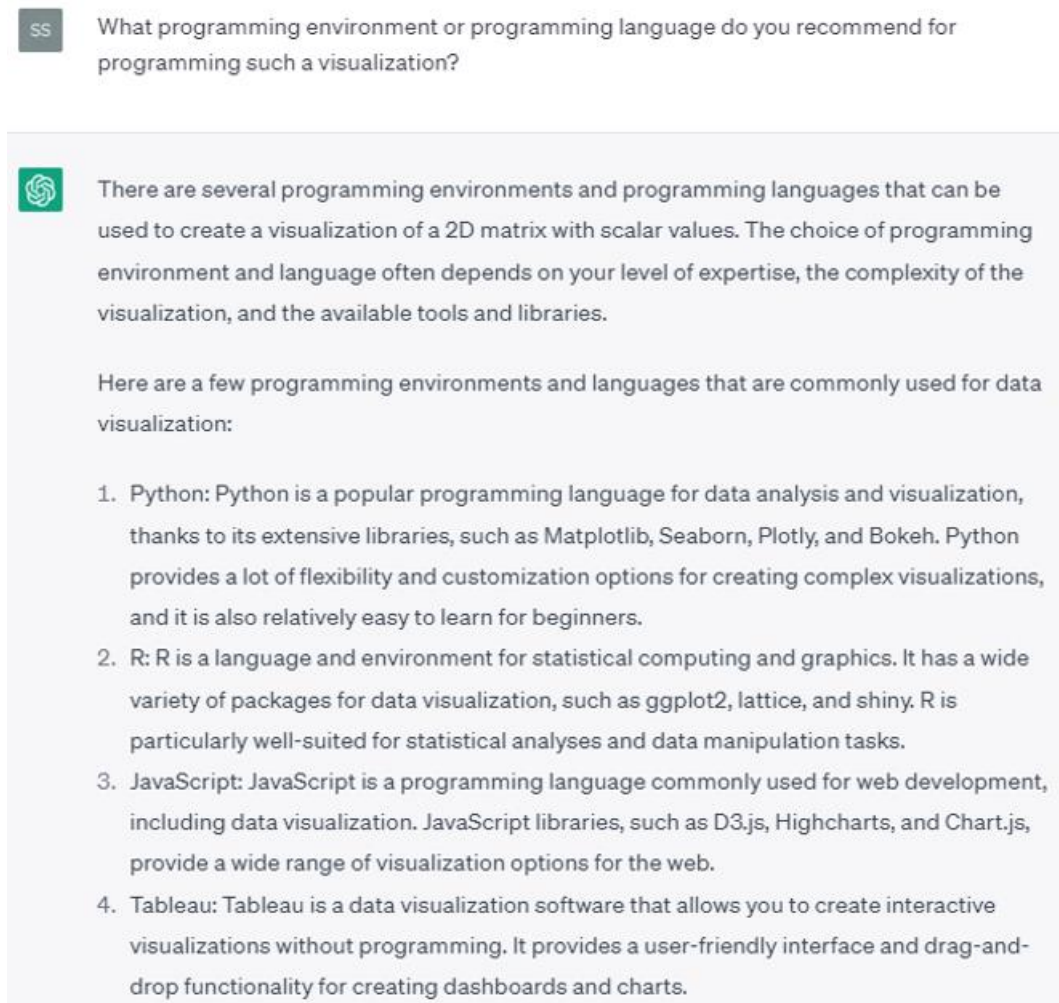 SS
What programming environment or programming language do you recommend for
programming such a visualization?
There are several programming environments and programming languages that can be
used to create a visualization of a 2D matrix with scalar values. The choice of programming
environment and language often depends on your level of expertise, the complexity of the
visualization, and the available tools and libraries.
Here are a few programming environments and languages that are commonly used for data
visualization:
1. Python: Python is a popular programming language for data analysis and visualization,
thanks to its extensive libraries, such as Matplotlib, Seaborn, Plotly, and Bokeh. Python
provides a lot of flexibility and customization options for creating complex visualizations,
and it is also relatively easy to learn for beginners.
2. R: R is a language and environment for statistical computing and graphics. It has a wide
variety of packages for data visualization, such as ggplot2, lattice, and shiny. R is
particularly well-suited for statistical analyses and data manipulation tasks.
3. JavaScript: JavaScript is a programming language commonly used for web development,
including data visualization. JavaScript libraries, such as D3.js, Highcharts, and Chart.js,
provide a wide range of visualization options for the web.
4. Tableau: Tableau is a data visualization software that allows you to create interactive
visualizations without programming. It provides a user-friendly interface and drag-and-
drop functionality for creating dashboards and charts.